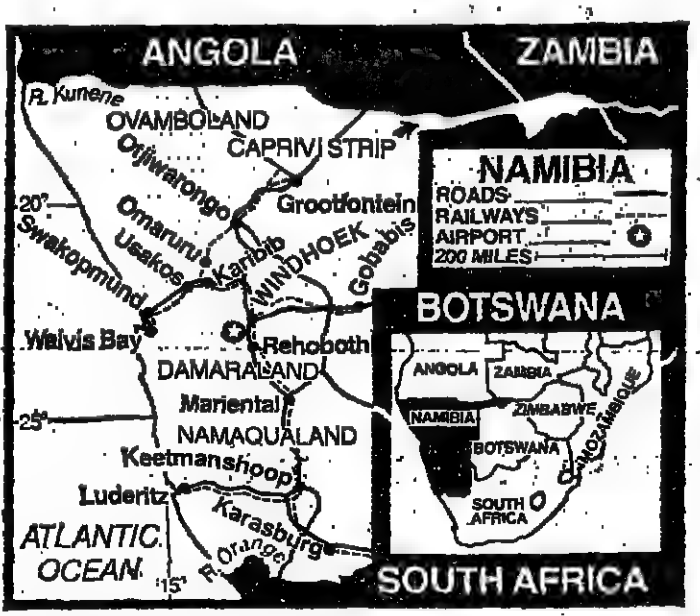 ANGOLA
ZAMBIA
R. Kunene
OVAMBOLAND
CAPRIVI STRIP
Otjiwarongo
Grootfontein
20°
Omaruru
Swakopmund
Usakos
Karibib
WINDHOEK
Gobabis
NAMIBIA
ROADS
RAILWAYS
AIRPORT
200 MILES
BOTSWANA
Walvis Bay
Rehoboth
DAMARALAND
Mariental
25°
NAMAQUALAND
Keetmanshoop
Luderitz
Karasburg
R. Orange
ATLANTIC
OCEAN
15°
SOUTH AFRICA
ANGOLA
ZAMBIA
NAMIBIA
ZIMBABWE
MOZAMBIQUE
BOTSWANA
SOUTH
AFRICA